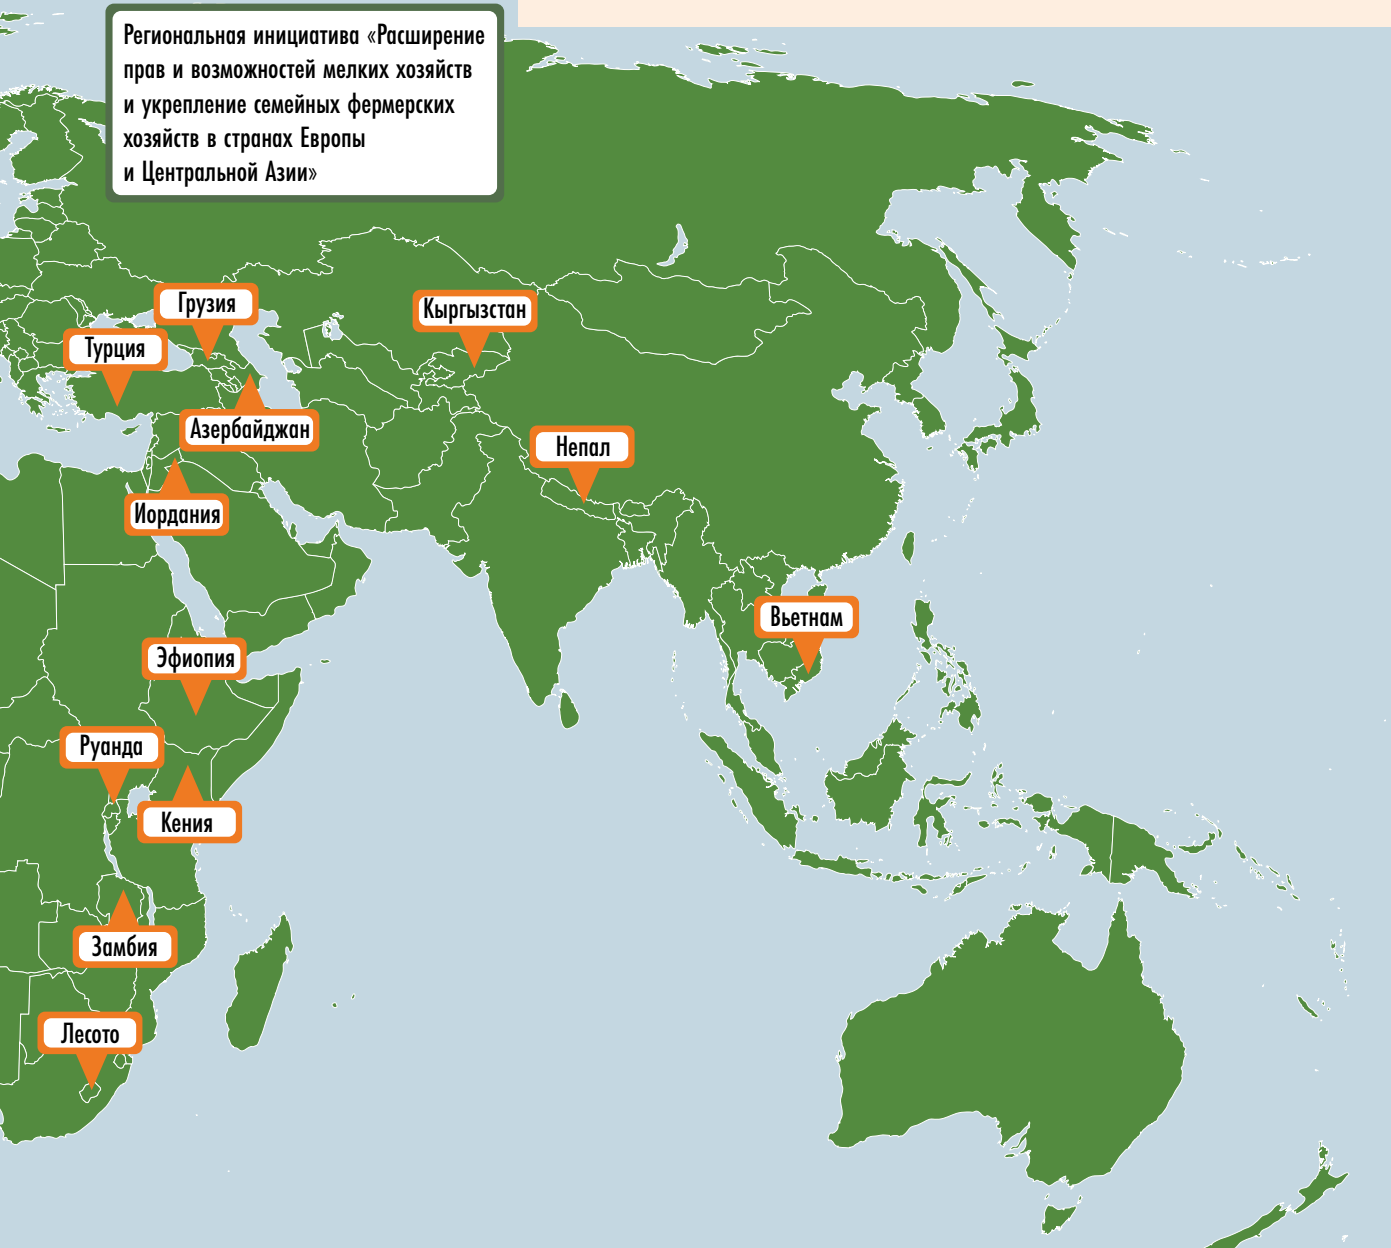 Региональная инициатива «Расширение
прав и возможностей мелких хозяйств
и укрепление семейных фермерских
хозяйств в странах Европы
и Центральной Азии»
Грузия
Кыргызстан
Турция
Азербайджан
Непал
Иордания
Вьетнам
Эфиопия
Руанда
Кения
Замбия
Лесото